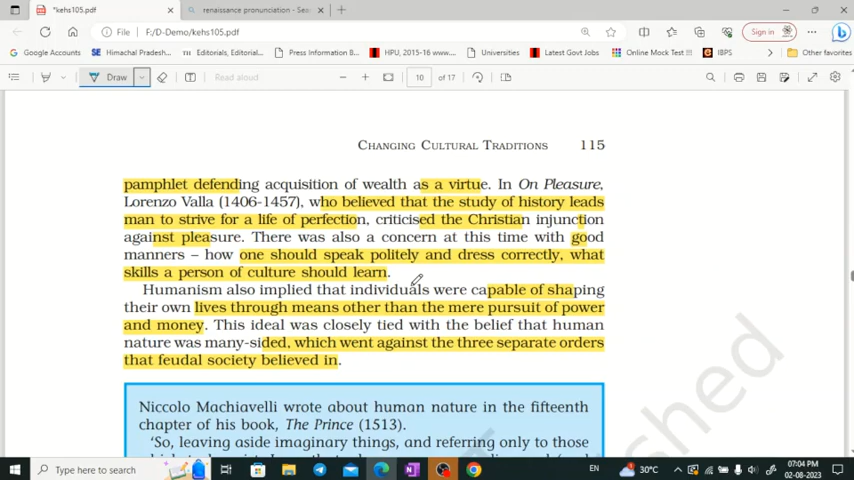 *kehs105.pdf
renaissance pronunciation - Sea
File F:/D-Demo/kehs105.pdf
Sign in
Google Accounts Himachal Pradesh... Editorials, Editorial... Press Information B... HPU, 2015-16 www.... Universities Latest Govt Jobs Online Mock Test !!!... IBPS Other favorites
Draw Read aloud 10 of 17
CHANGING CULTURAL TRADITIONS 115
pamphlet defending acquisition of wealth as a virtue. In On Pleasure,
Lorenzo Valla (1406-1457), who believed that the study of history leads
man to strive for a life of perfection, criticised the Christian injunction
against pleasure. There was also a concern at this time with good
manners – how one should speak politely and dress correctly, what
skills a person of culture should learn.
Humanism also implied that individuals were capable of shaping
their own lives through means other than the mere pursuit of power
and money. This ideal was closely tied with the belief that human
nature was many-sided, which went against the three separate orders
that feudal society believed in.
Niccolo Machiavelli wrote about human nature in the fifteenth
chapter of his book, The Prince (1513).
'So, leaving aside imaginary things, and referring only to those
shed
Type here to search
30°C
EN
07:04 PM
02-08-2023